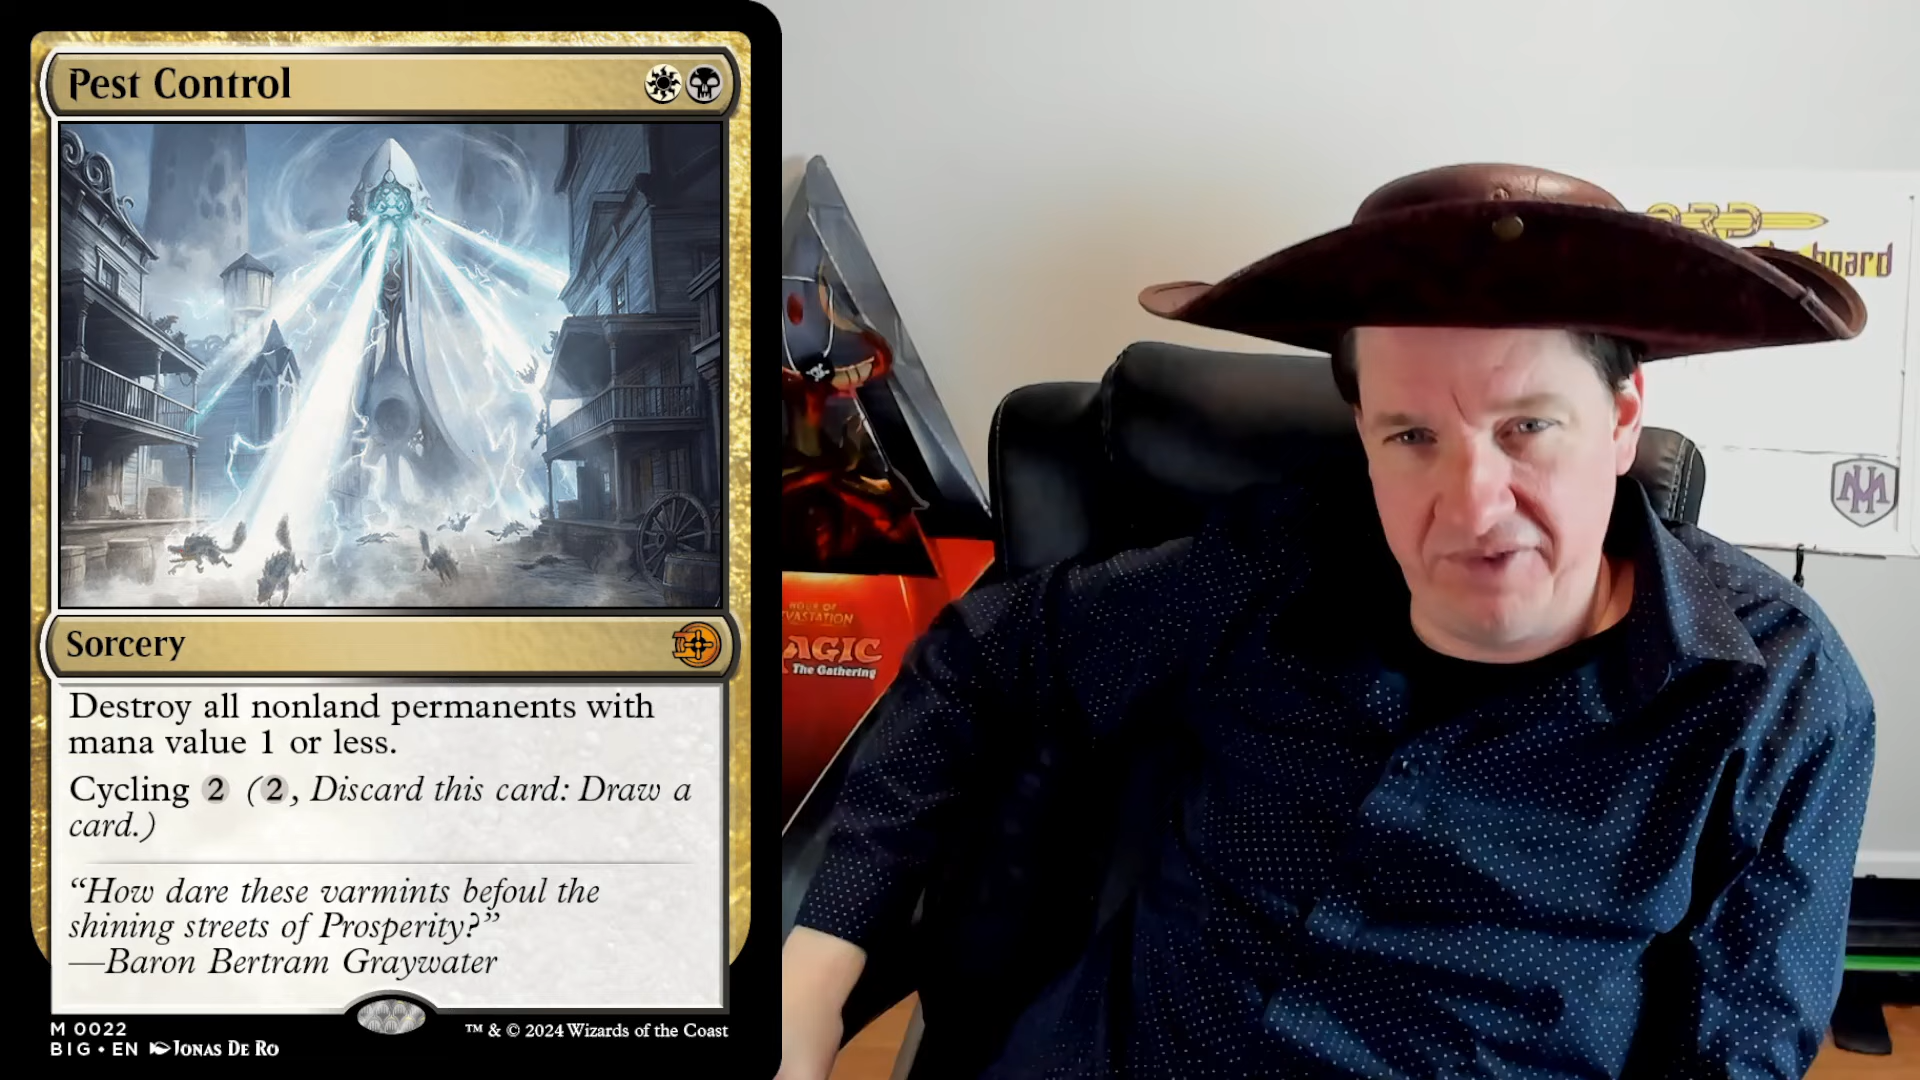 Pest Control
Sorcery
Destroy all nonland permanents with
mana value 1 or less.
Cycling 2 (2, Discard this card: Draw a
card.)
“How dare these varmints befoul the
shining streets of Prosperity?”
—Baron Bertram Graywater
M 0022
BIG • EN Jonas De Ro
™ & © 2024 Wizards of the Coast
HOUR OF
The Gathering